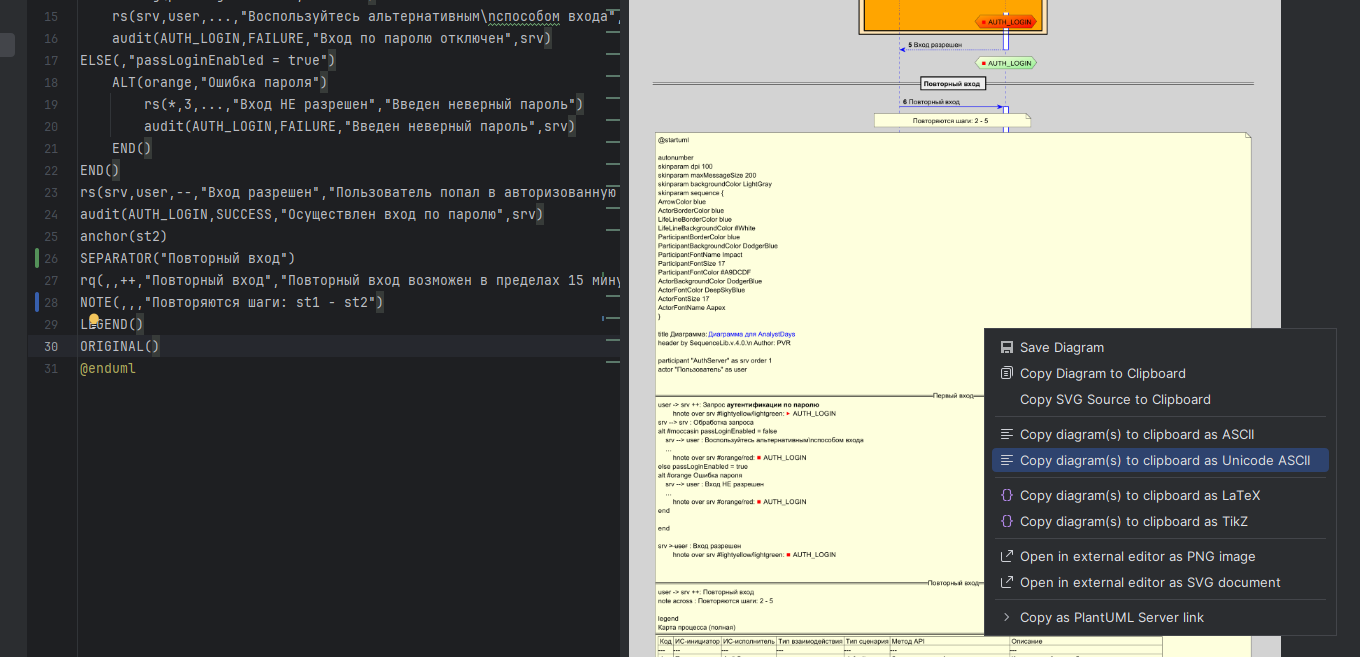 15 rs(srv,user,...,"Воспользуйтесь альтернативным\nспособом входа",
16 audit(AUTH_LOGIN,FAILURE,"Вход по паролю отключен",srv)
17 ELSE(,"passLoginEnabled = true")
18 ALT(orange,"Ошибка пароля")
19 rs(*,3,...,"Вход НЕ разрешен","Введен неверный пароль")
20 audit(AUTH_LOGIN,FAILURE,"Введен неверный пароль",srv)
21 END()
22 END()
23 rs(srv,user,--,"Вход разрешен","Пользователь попал в авторизованную
24 audit(AUTH_LOGIN,SUCCESS,"Осуществлен вход по паролю",srv)
25 anchor(st2)
26 SEPARATOR("Повторный вход")
27 rq(,,++,"Повторный вход","Повторный вход возможен в пределах 15 мину
28 NOTE(,,,"Повторяются шаги: st1 - st2")
29 LEGEND()
30 ORIGINAL()
31 @enduml
AUTH_LOGIN
5 Вход разрешен
AUTH_LOGIN
Повторный вход
6 Повторный вход
Повторяются шаги: 2 - 5
@startuml
autonumber
skinparam dpi 100
skinparam maxMessageSize 200
skinparam backgroundColor LightGray
skinparam sequence {
ArrowColor blue
ActorBorderColor blue
LifeLineBorderColor blue
LifeLineBackgroundColor #White
ParticipantBorderColor blue
ParticipantBackgroundColor DodgerBlue
ParticipantFontName Impact
ParticipantFontSize 17
ParticipantFontColor #A9DCDF
ActorBackgroundColor DodgerBlue
ActorFontColor DeepSkyBlue
ActorFontSize 17
ActorFontName Aapex
}
title Диаграмма: Диаграмма для AnalystDays
header by SequenceLib.v.4.0.\n Author: PVR
participant "AuthServer" as srv order 1
actor "Пользователь" as user
Первый вход
user -> srv ++: Запрос аутентификации по паролю
hnote over srv #lightyellow/lightgreen: AUTH_LOGIN
srv --> srv : Обработка запроса
alt #moccasin passLoginEnabled = false
srv --> user : Воспользуйтесь альтернативным\nспособом входа
...
hnote over srv #orange/red: AUTH_LOGIN
else passLoginEnabled = true
alt #orange Ошибка пароля
srv --> user : Вход НЕ разрешен
...
hnote over srv #orange/red: AUTH_LOGIN
end
end
srv > user : Вход разрешен
hnote over srv #lightyellow/lightgreen: AUTH_LOGIN
Повторный вход
user -> srv ++: Повторный вход
note across : Повторяются шаги: 2 - 5
legend
Карта процесса (полная)
Код ИС-инициатор ИС-исполнитель Тип взаимодействия Тип сценария Метод API Описание
--- --- --- --- --- --- ---
Save Diagram
Copy Diagram to Clipboard
Copy SVG Source to Clipboard
Copy diagram(s) to clipboard as ASCII
Copy diagram(s) to clipboard as Unicode ASCII
Copy diagram(s) to clipboard as LaTeX
Copy diagram(s) to clipboard as TikZ
Open in external editor as PNG image
Open in external editor as SVG document
Copy as PlantUML Server link